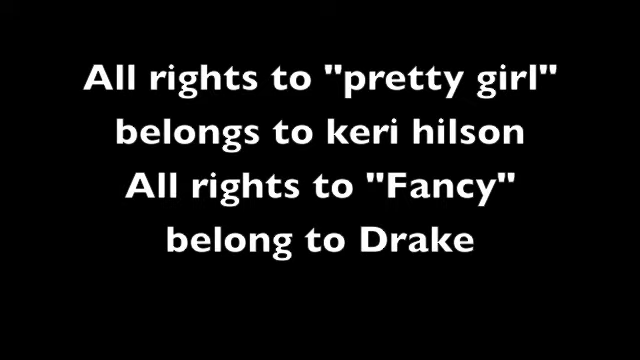 All rights to "pretty girl"
belongs to keri hilson
All rights to "Fancy"
belong to Drake